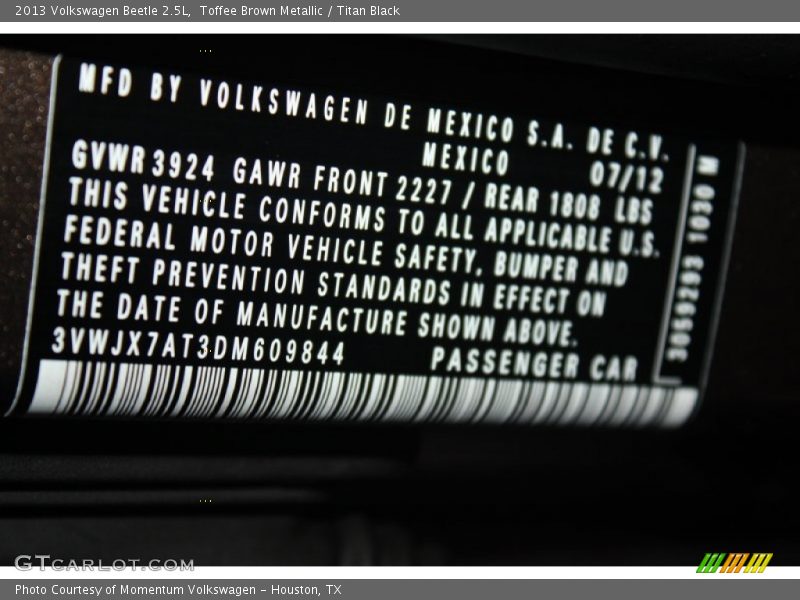 2013 Volkswagen Beetle 2.5L,  Toffee Brown Metallic / Titan Black
MFD BY VOLKSWAGEN DE MEXICO S.A. DE C.V.
MEXICO 07/12
GVWR 3924 GAWR FRONT 2227 / REAR 1808 LBS
THIS VEHICLE CONFORMS TO ALL APPLICABLE U.S.
FEDERAL MOTOR VEHICLE SAFETY, BUMPER AND
THEFT PREVENTION STANDARDS IN EFFECT ON
THE DATE OF MANUFACTURE SHOWN ABOVE.
3VWJX7AT3DM609844 PASSENGER CAR
1030 M
GTCARLOT.COM
Photo Courtesy of Momentum Volkswagen - Houston, TX